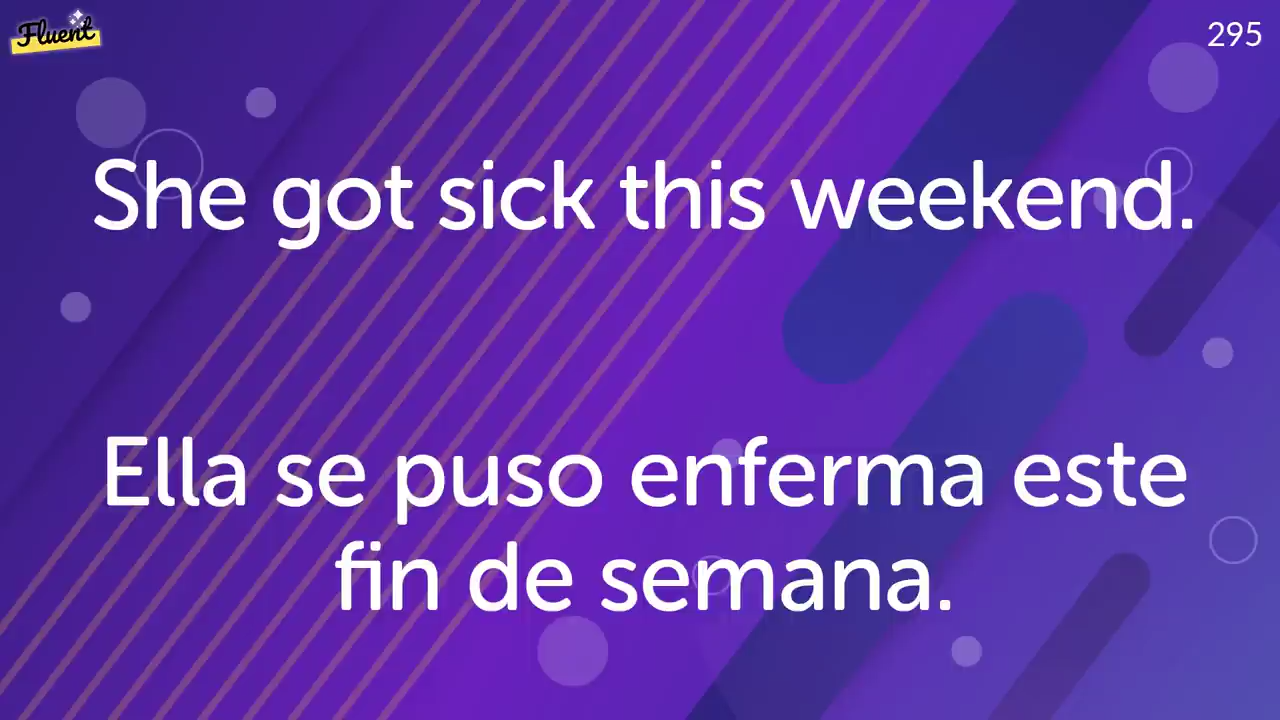 Fluent
295
She got sick this weekend.
Ella se puso enferma este
fin de semana.